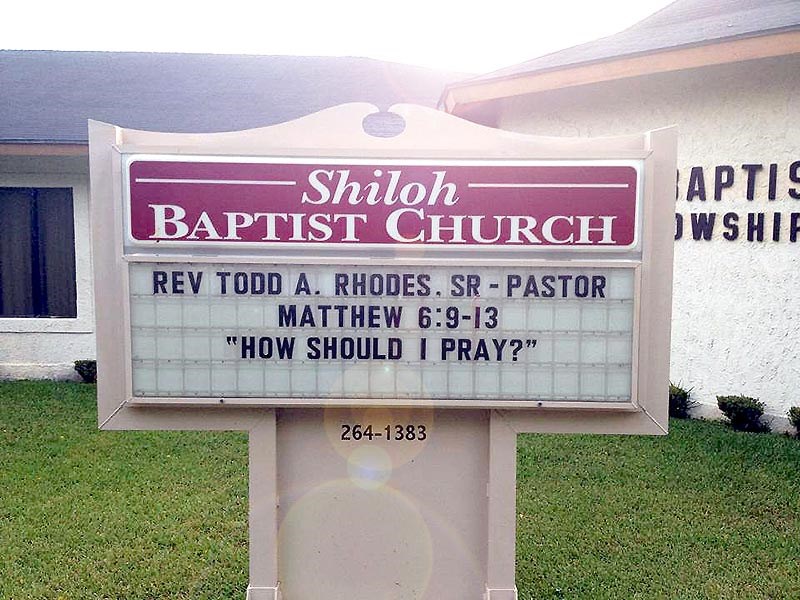 Shiloh
BAPTIST CHURCH
REV TODD A. RHODES, SR - PASTOR
MATTHEW 6:9-13
"HOW SHOULD I PRAY?"
264-1383